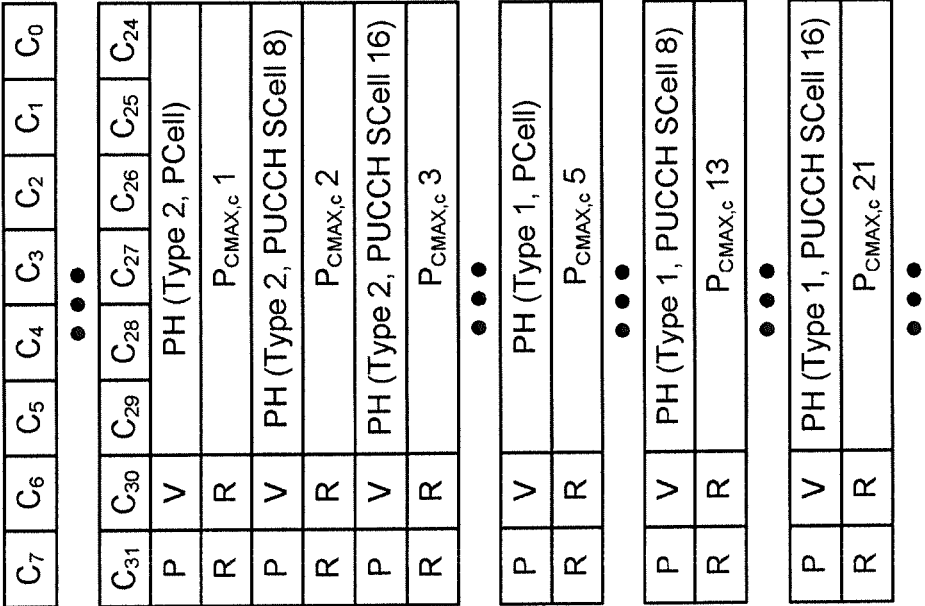 C7 C6 C5 C4 C3 C2 C1 C0
•••
C31 C30 C29 C28 C27 C26 C25 C24
P V PH (Type 2, PCell)
R R PCMAX,c 1
P V PH (Type 2, PUCCH SCell 8)
R R PCMAX,c 2
P V PH (Type 2, PUCCH SCell 16)
R R PCMAX,c 3
•••
P V PH (Type 1, PCell)
R R PCMAX,c 5
•••
P V PH (Type 1, PUCCH SCell 8)
R R PCMAX,c 13
•••
P V PH (Type 1, PUCCH SCell 16)
R R PCMAX,c 21
•••